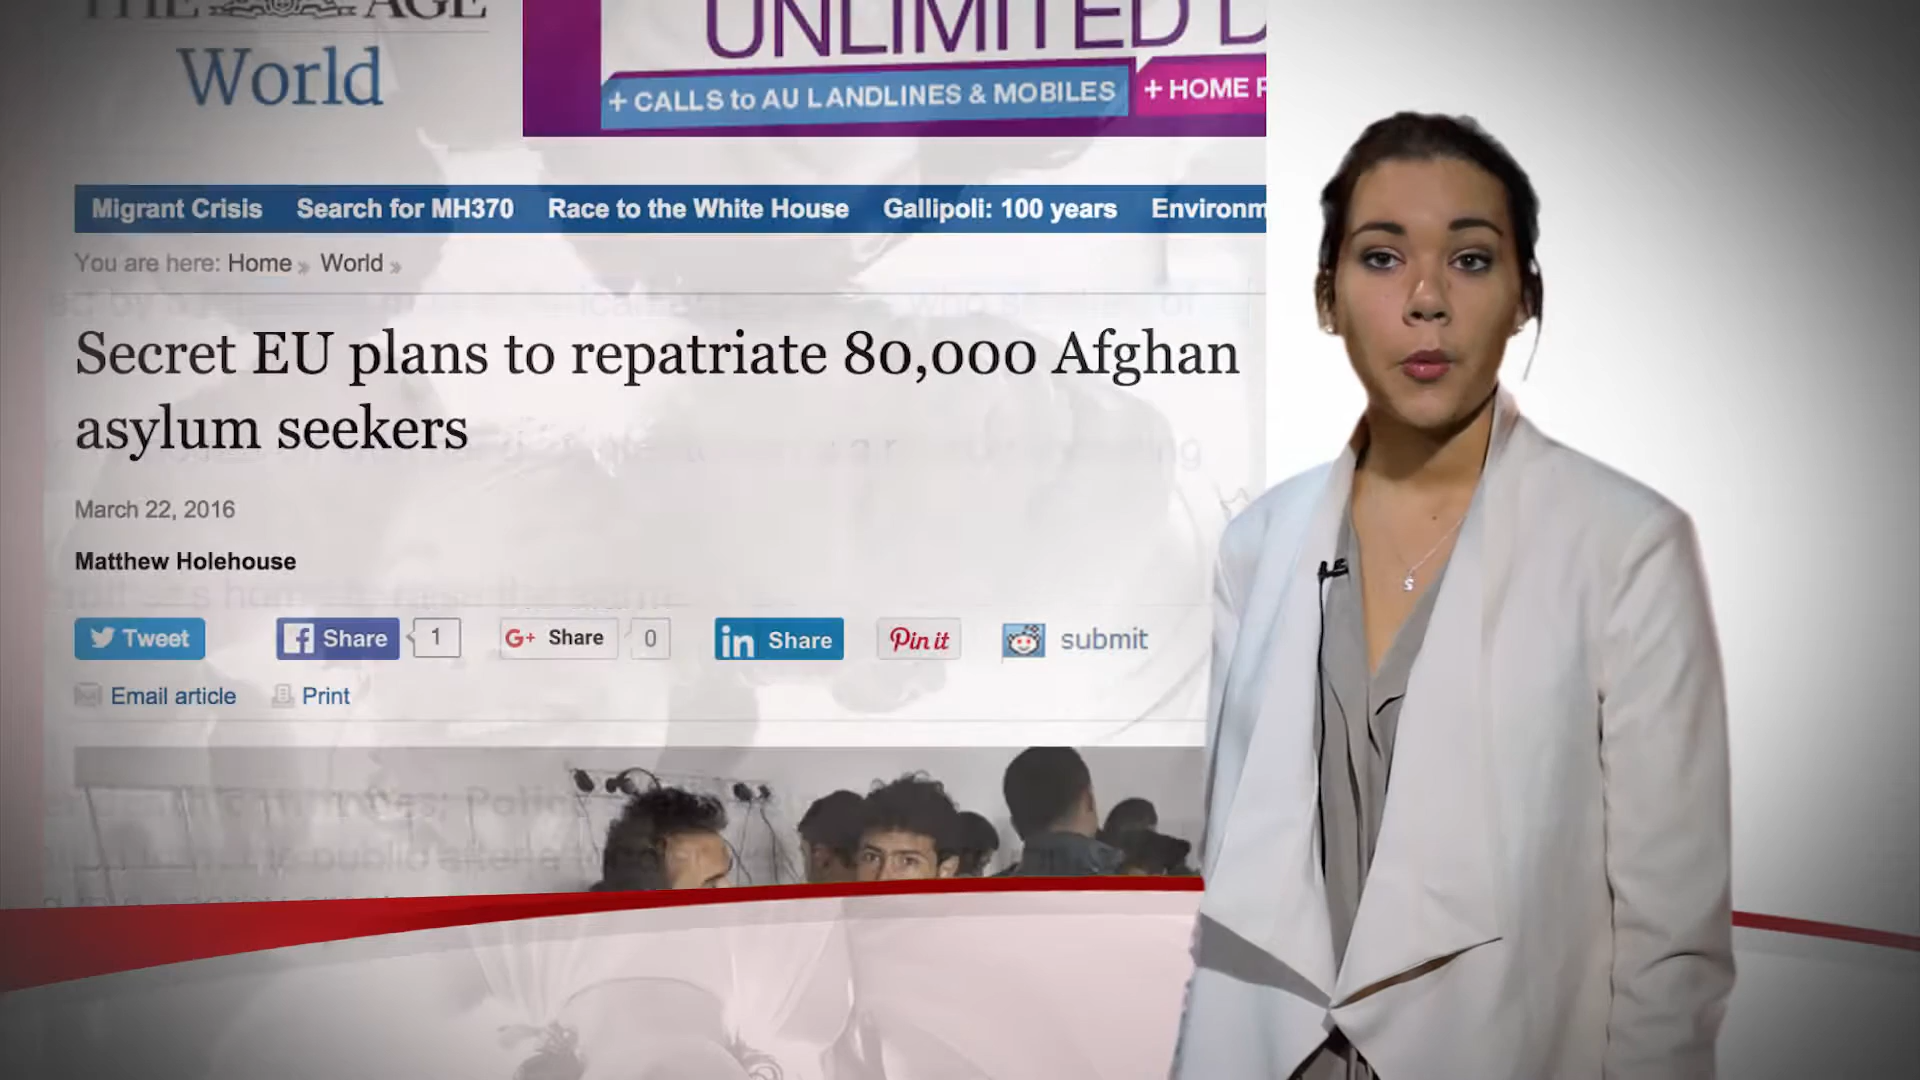 THE AGE
World
UNLIMITED D
+ CALLS to AU LANDLINES & MOBILES
+ HOME
Migrant Crisis Search for MH370 Race to the White House Gallipoli: 100 years Environm
You are here: Home » World »
Secret EU plans to repatriate 80,000 Afghan
asylum seekers
March 22, 2016
Matthew Holehouse
Tweet Share 1 G+ Share 0 in Share Pin it submit
Email article Print
S